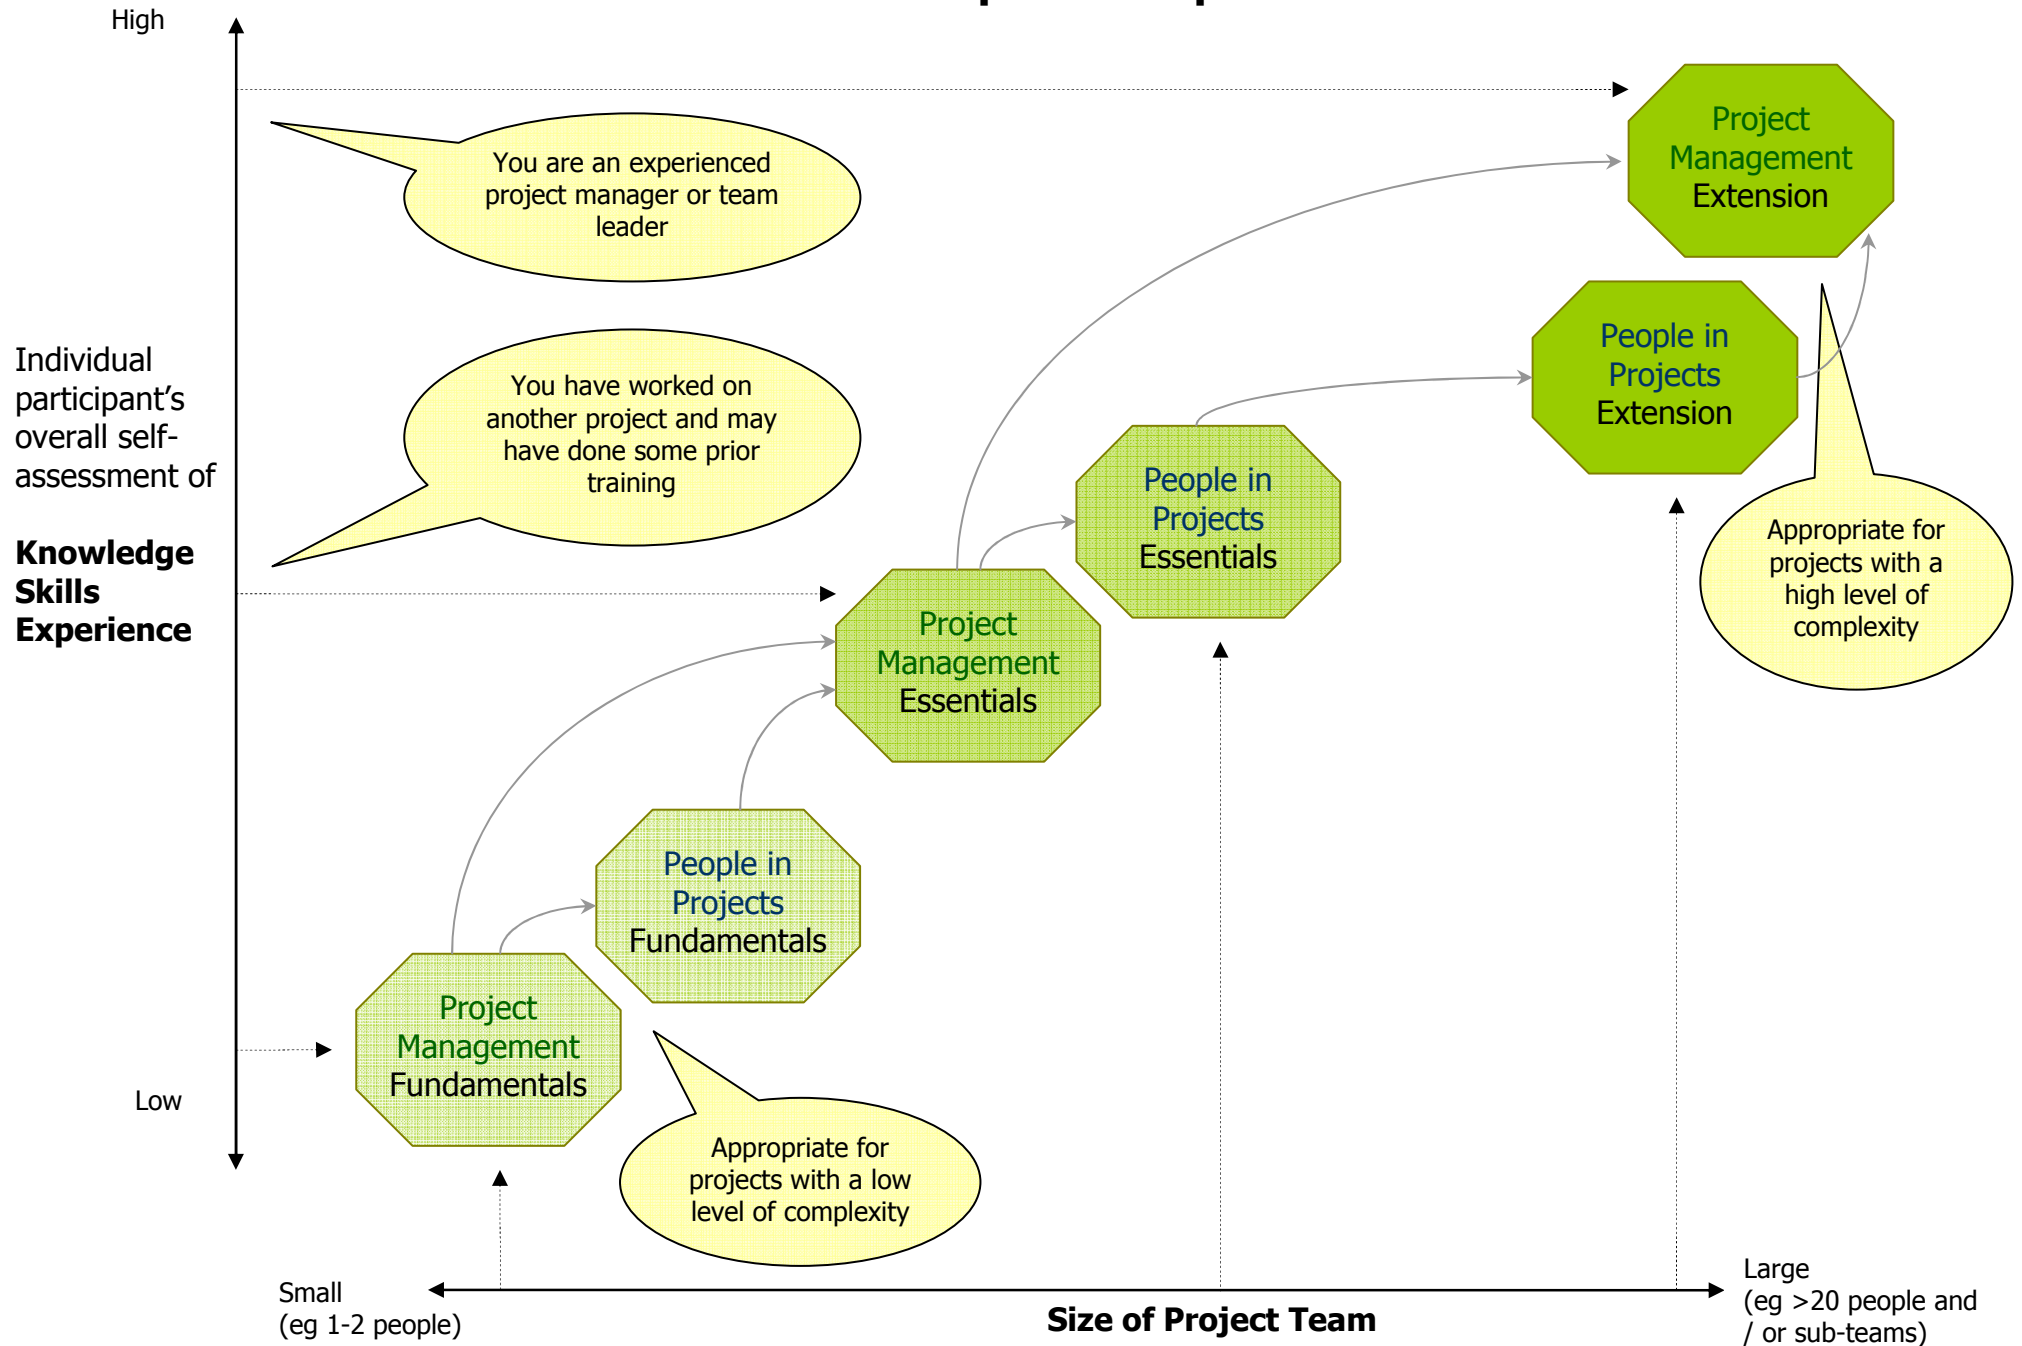 High
You are an experienced
project manager or team
leader
Project
Management
Extension
Individual
participant’s
overall self-
assessment of
Knowledge
Skills
Experience
You have worked on
another project and may
have done some prior
training
People in
Projects
Extension
People in
Projects
Essentials
Appropriate for
projects with a
high level of
complexity
Project
Management
Essentials
People in
Projects
Fundamentals
Project
Management
Fundamentals
Low
Appropriate for
projects with a low
level of complexity
Small
(eg 1-2 people)
Size of Project Team
Large
(eg >20 people and
/ or sub-teams)